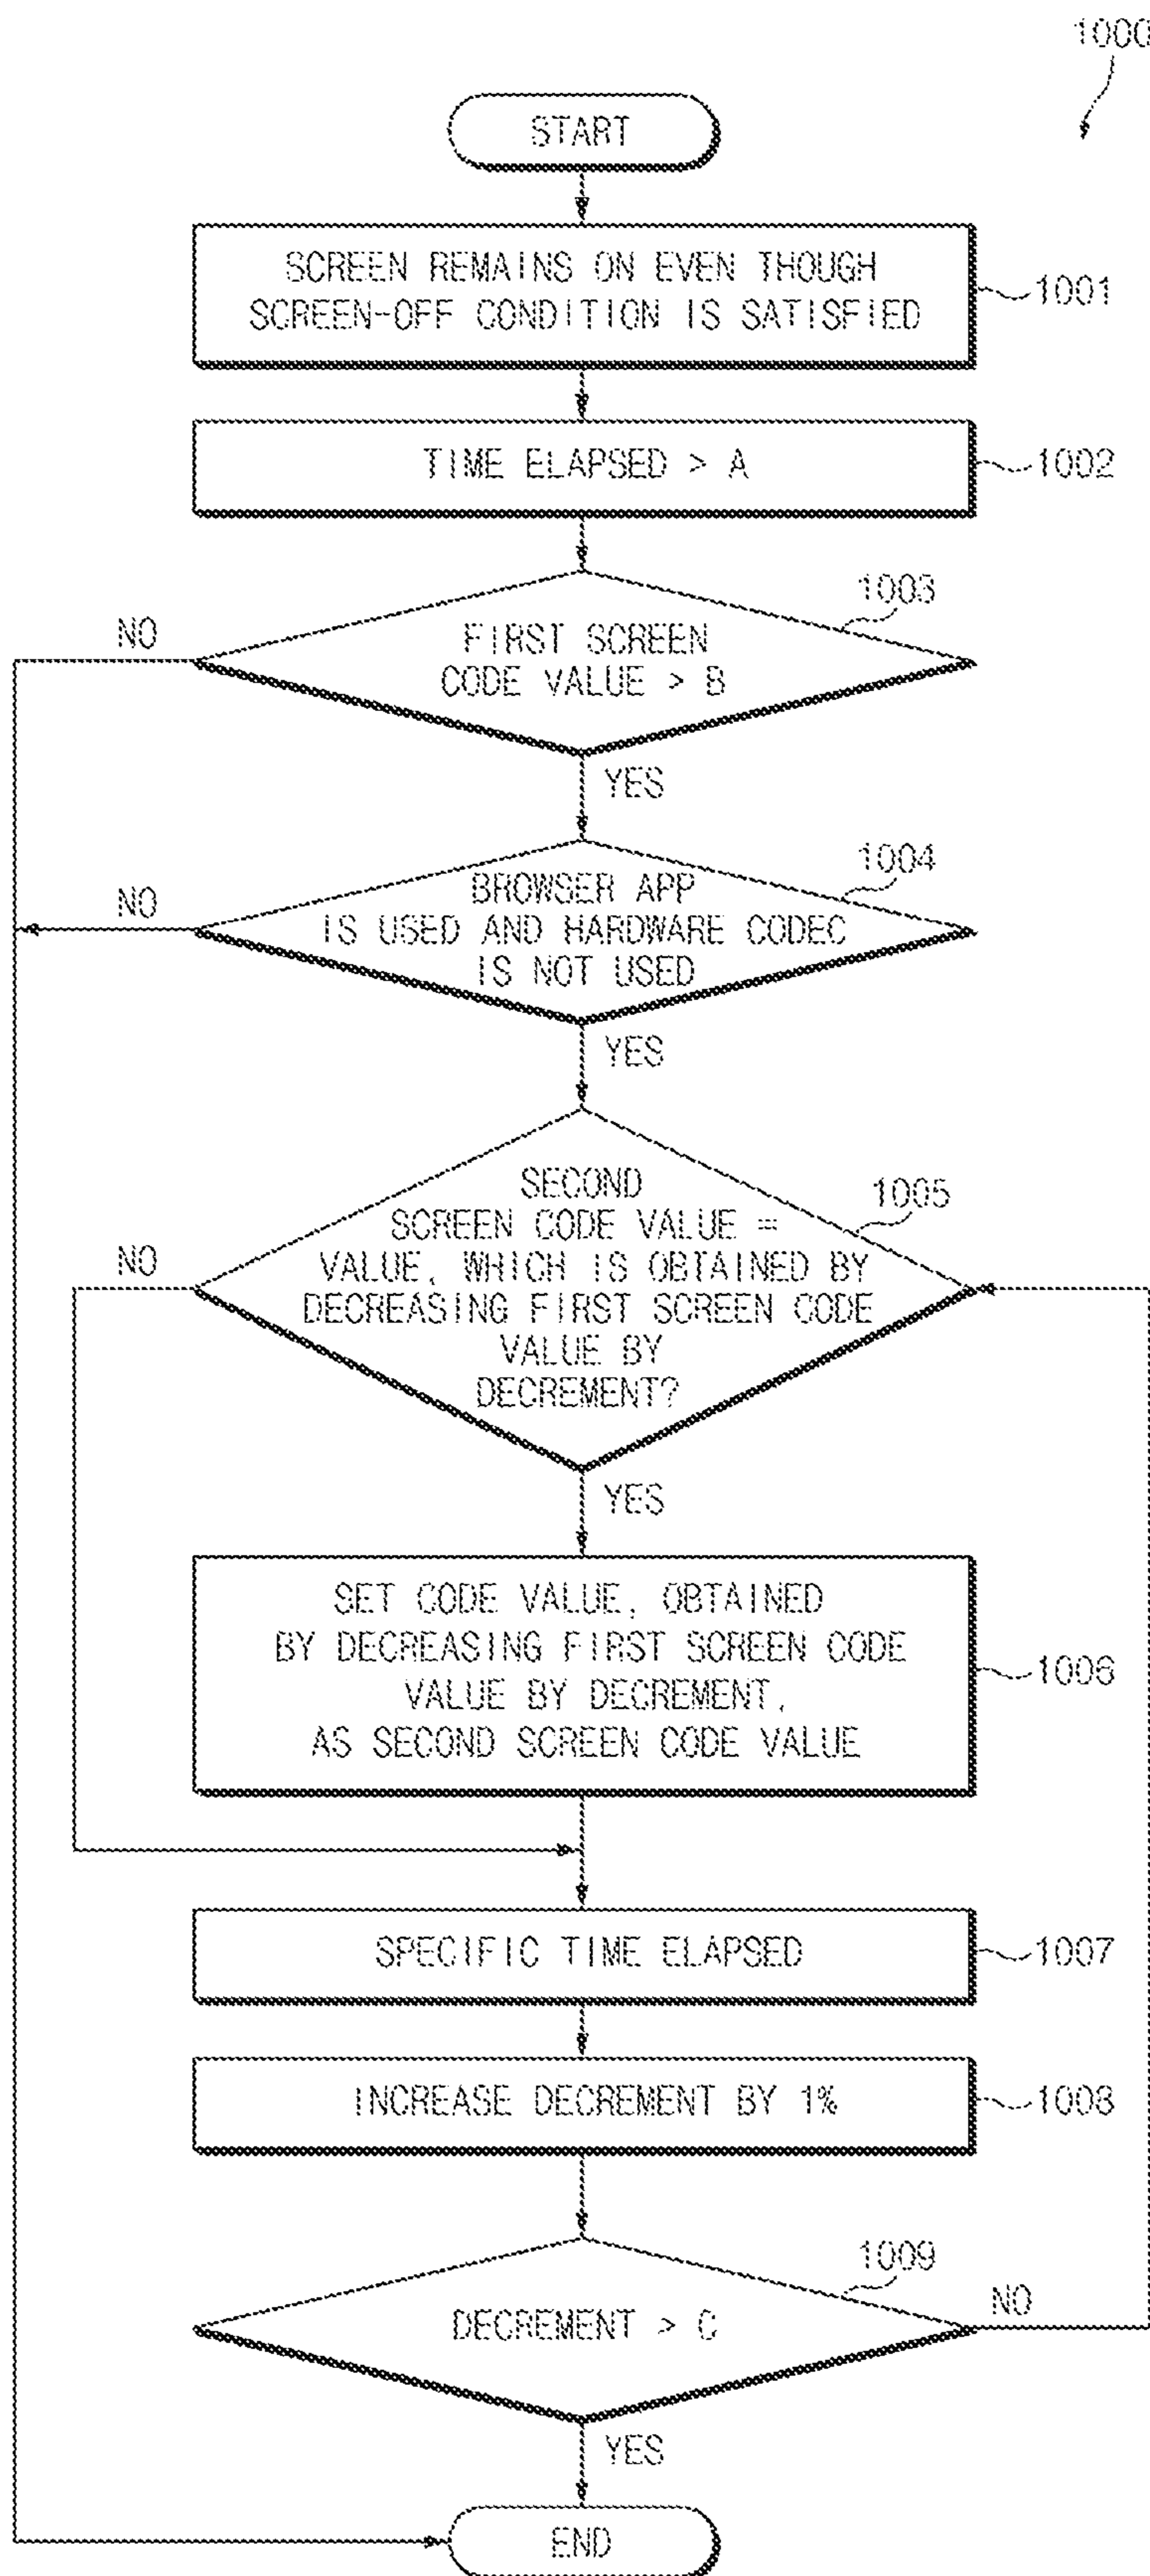 1000
START
SCREEN REMAINS ON EVEN THOUGH
SCREEN-OFF CONDITION IS SATISFIED
1001
TIME ELAPSED > A
1002
1003
FIRST SCREEN
CODE VALUE > B
NO
YES
1004
BROWSER APP
IS USED AND HARDWARE CODEC
IS NOT USED
NO
YES
1005
SECOND
SCREEN CODE VALUE =
VALUE, WHICH IS OBTAINED BY
DECREASING FIRST SCREEN CODE
VALUE BY
DECREMENT?
NO
YES
SET CODE VALUE, OBTAINED
BY DECREASING FIRST SCREEN CODE
VALUE BY DECREMENT,
AS SECOND SCREEN CODE VALUE
1006
SPECIFIC TIME ELAPSED
1007
INCREASE DECREMENT BY 1%
1008
1009
DECREMENT > C
NO
YES
END